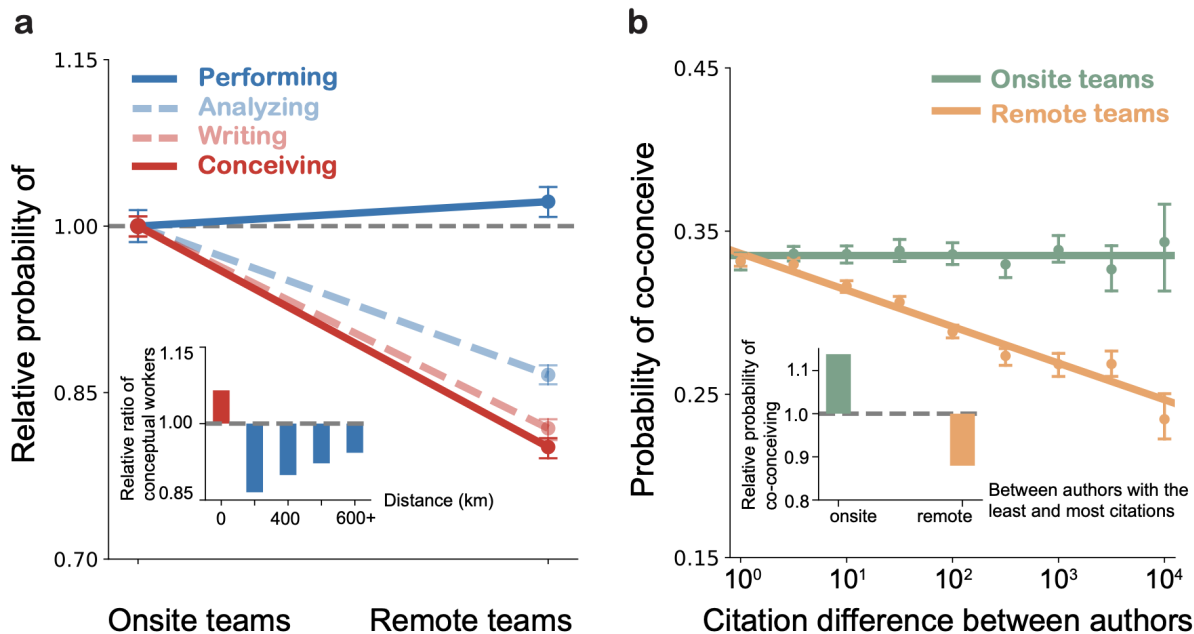 a
Relative probability of
1.15
1.00
0.85
0.70
Performing
Analyzing
Writing
Conceiving
Relative ratio of
conceptual workers
1.15
1.00
0.85
0
400
600+
Distance (km)
Onsite teams
Remote teams
b
Probability of co-conceive
0.45
0.35
0.25
0.15
Onsite teams
Remote teams
Relative probability of
co-conceiving
1.1
1.0
0.9
0.8
onsite
remote
Between authors with the
least and most citations
10⁰
10¹
10²
10³
10⁴
Citation difference between authors